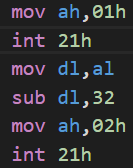 mov ah,01h
int 21h
mov dl,al
sub dl,32
mov ah,02h
int 21h